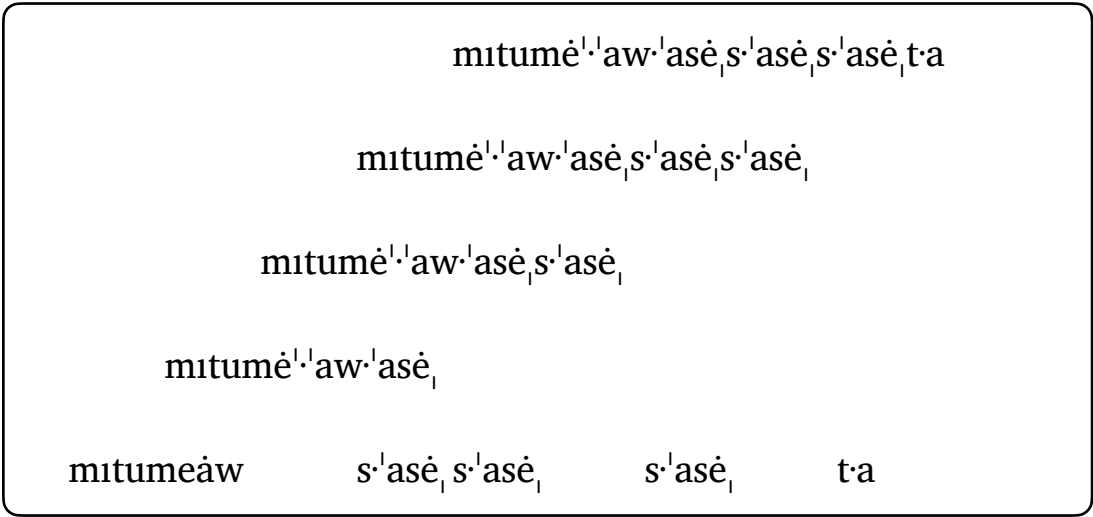 mıtumėˈ·ˈaw·ˈasėˌs·ˈasėˌs·ˈasėˌt·a
mıtumėˈ·ˈaw·ˈasėˌs·ˈasėˌs·ˈasėˌ
mıtumėˈ·ˈaw·ˈasėˌs·ˈasėˌ
mıtumėˈ·ˈaw·ˈasėˌ
mıtumeȧw s·ˈasėˌ s·ˈasėˌ s·ˈasėˌ t·a